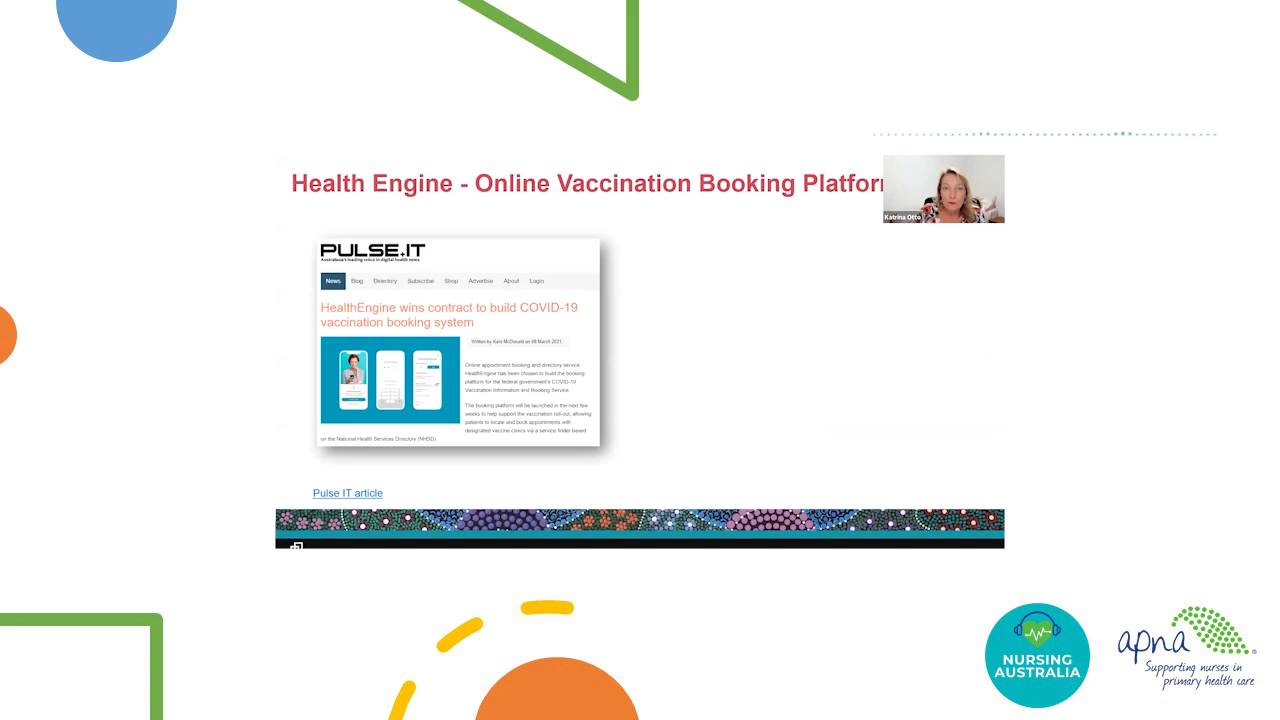 Health Engine - Online Vaccination Booking Platfor
Katrina Otto
PULSE+IT
Australasia's leading voice in digital health news
News Blog Directory Subscribe Shop Advertise About Login
HealthEngine wins contract to build COVID-19
vaccination booking system
Written by Kate McDonald on 08 March 2021.
Online appointment booking and directory service
HealthEngine has been chosen to build the booking
platform for the federal government's COVID-19
Vaccination Information and Booking Service.
The booking platform will be launched in the next few
weeks to help support the vaccination roll-out, allowing
patients to locate and book appointments with
designated vaccine clinics via a service finder based
on the National Health Services Directory (NHSD)
Pulse IT article
NURSING
AUSTRALIA
apna
Supporting nurses in
primary health care